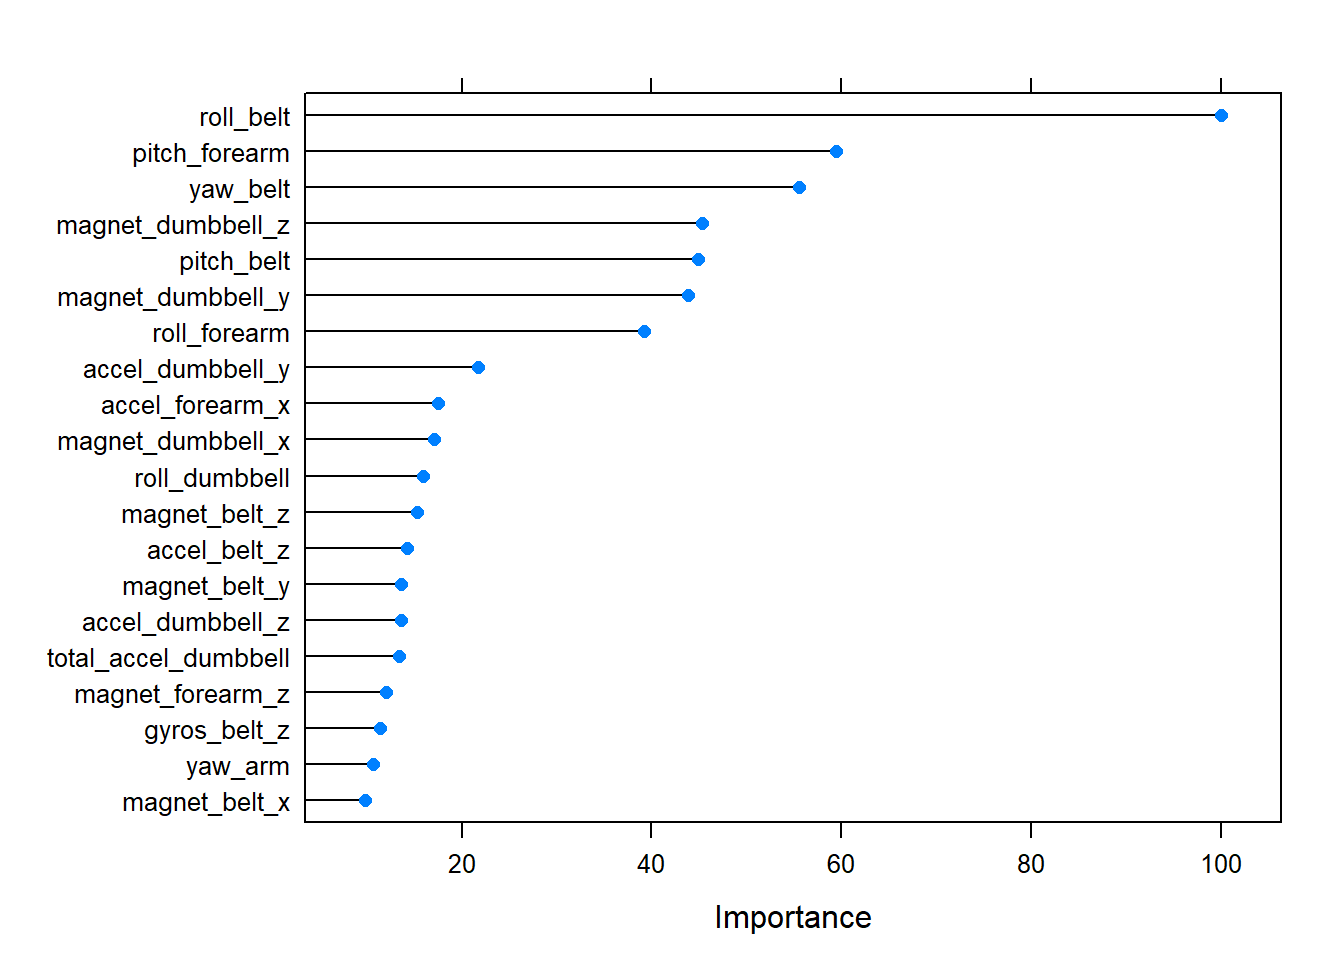 roll_belt
pitch_forearm
yaw_belt
magnet_dumbbell_z
pitch_belt
magnet_dumbbell_y
roll_forearm
accel_dumbbell_y
accel_forearm_x
magnet_dumbbell_x
roll_dumbbell
magnet_belt_z
accel_belt_z
magnet_belt_y
accel_dumbbell_z
total_accel_dumbbell
magnet_forearm_z
gyros_belt_z
yaw_arm
magnet_belt_x
20 40 60 80 100
Importance